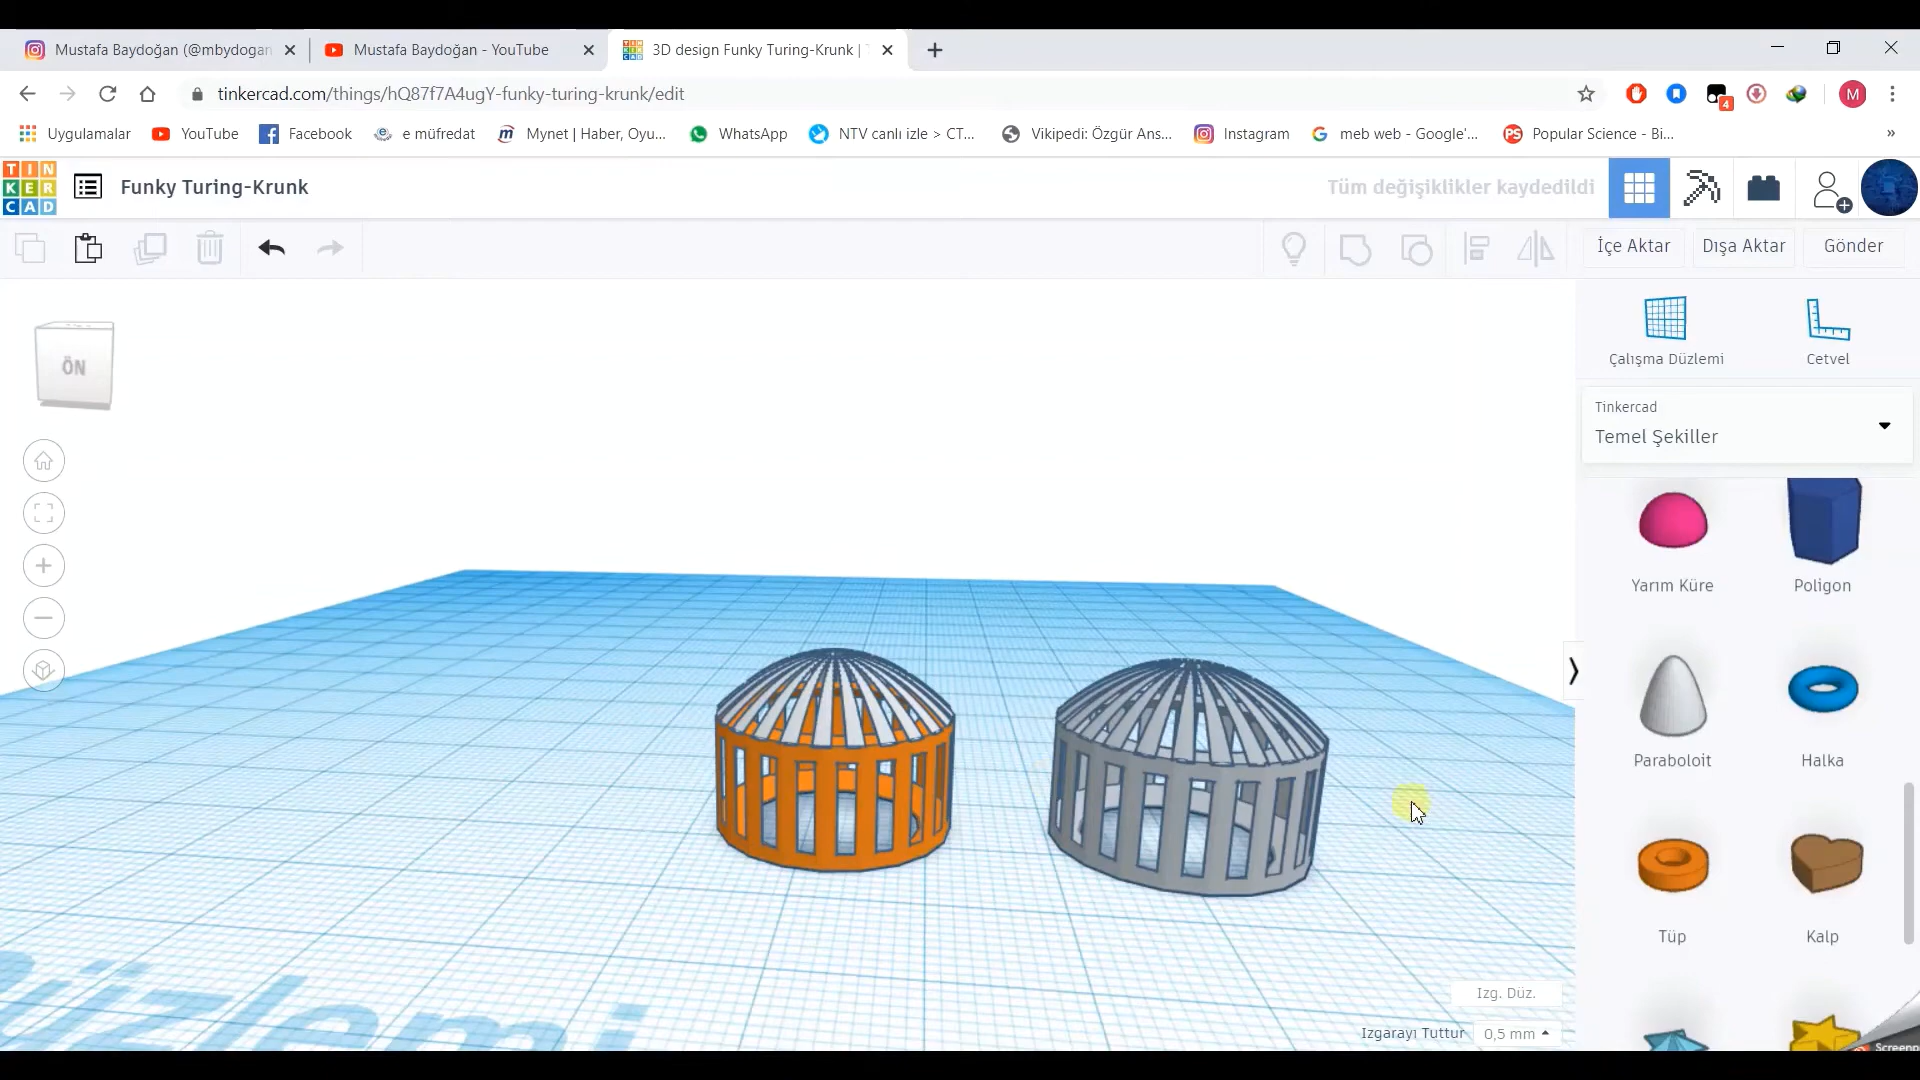 Mustafa Baydoğan (@mbydogan
Mustafa Baydoğan - YouTube
3D design Funky Turing-Krunk | T
tinkercad.com/things/hQ87f7A4ugY-funky-turing-krunk/edit
4
M
Uygulamalar
YouTube
Facebook
e müfredat
Mynet | Haber, Oyu...
WhatsApp
NTV canlı izle > CT...
Vikipedi: Özgür Ans...
Instagram
meb web - Google'...
PS
Popular Science - Bi...
»
TIN
KER
CAD
Funky Turing-Krunk
Tüm değişiklikler kaydedildi
İçe Aktar
Dışa Aktar
Gönder
ÖN
Çalışma Düzlemi
Cetvel
Tinkercad
Temel Şekiller
Yarım Küre
Poligon
Paraboloit
Halka
Tüp
Kalp
Düzlemi
Izg. Düz.
Izgarayı Tuttur
0,5 mm
Screenp